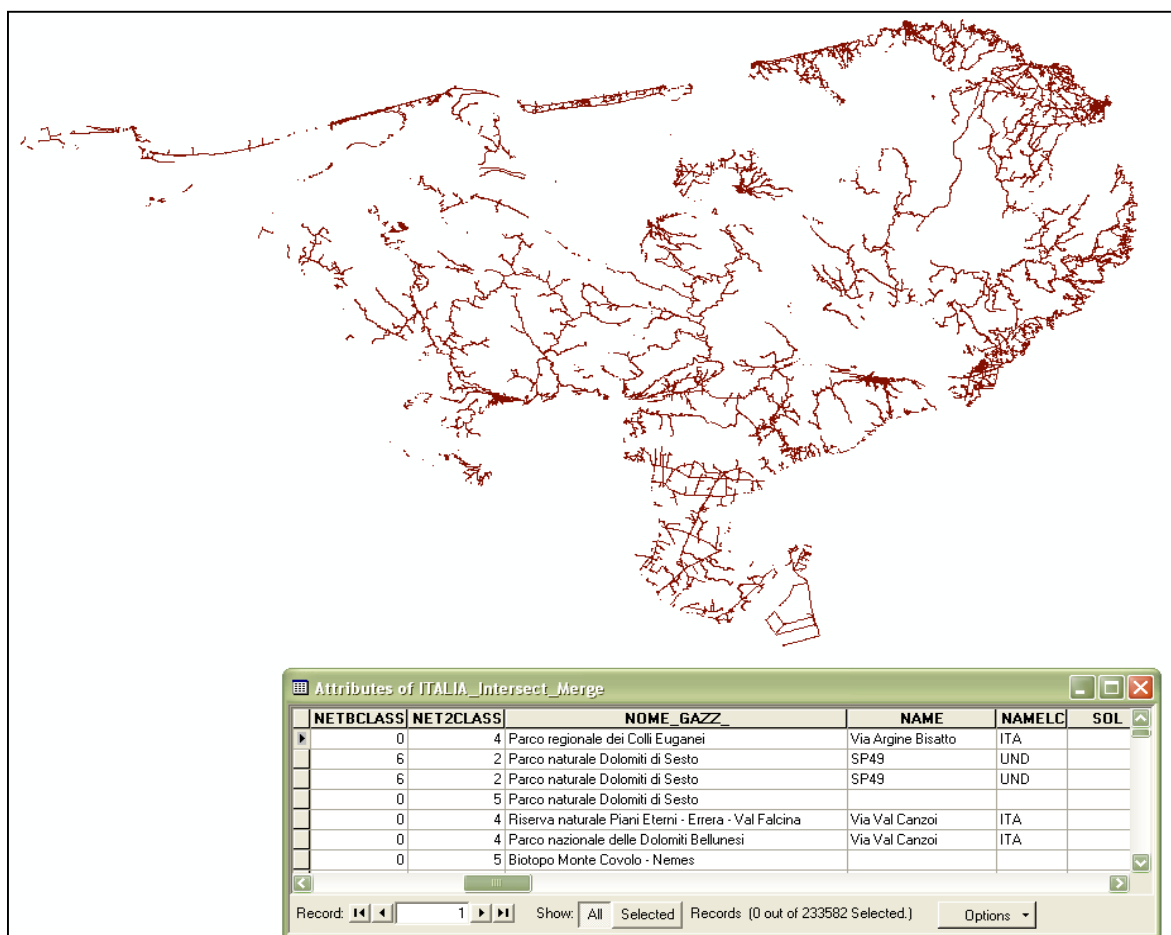 Attributes of ITALIA_Intersect_Merge
NETBCLASS NET2CLASS NOME_GAZZ_ NAME NAMELC SOL
0 4 Parco regionale dei Colli Euganei Via Argine Bisatto ITA
6 2 Parco naturale Dolomiti di Sesto SP49 UND
6 2 Parco naturale Dolomiti di Sesto SP49 UND
0 5 Parco naturale Dolomiti di Sesto
0 4 Riserva naturale Piani Eterni - Errera - Val Falcina Via Val Canzoi ITA
0 4 Parco nazionale delle Dolomiti Bellunesi Via Val Canzoi ITA
0 5 Biotopo Monte Covolo - Nemes
Record: 1 Show: All Selected Records (0 out of 233582 Selected.) Options